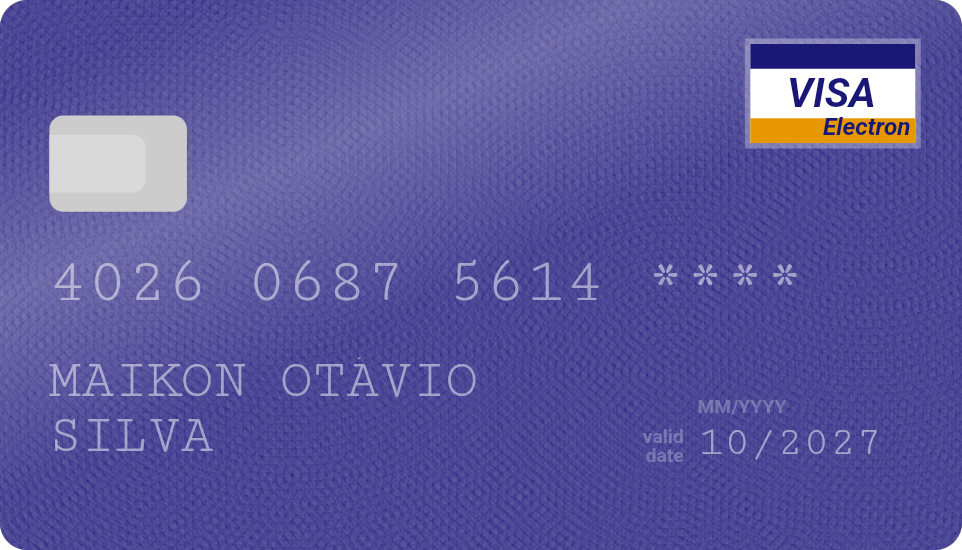 VISA
Electron
4026 0687 5614 ****
MAIKON OTÁVIO
SILVA
MM/YYYY
valid
date
10/2027